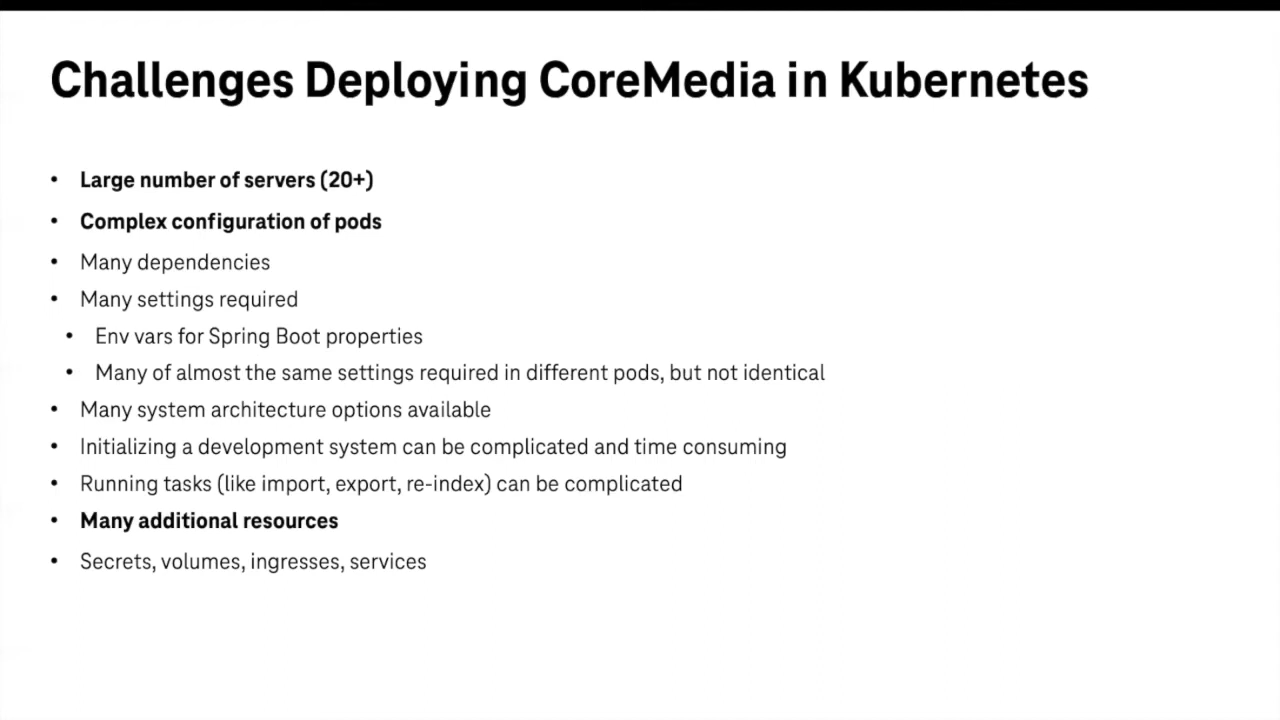 Challenges Deploying CoreMedia in Kubernetes
• Large number of servers (20+)
• Complex configuration of pods
• Many dependencies
• Many settings required
• Env vars for Spring Boot properties
• Many of almost the same settings required in different pods, but not identical
• Many system architecture options available
• Initializing a development system can be complicated and time consuming
• Running tasks (like import, export, re-index) can be complicated
• Many additional resources
• Secrets, volumes, ingresses, services